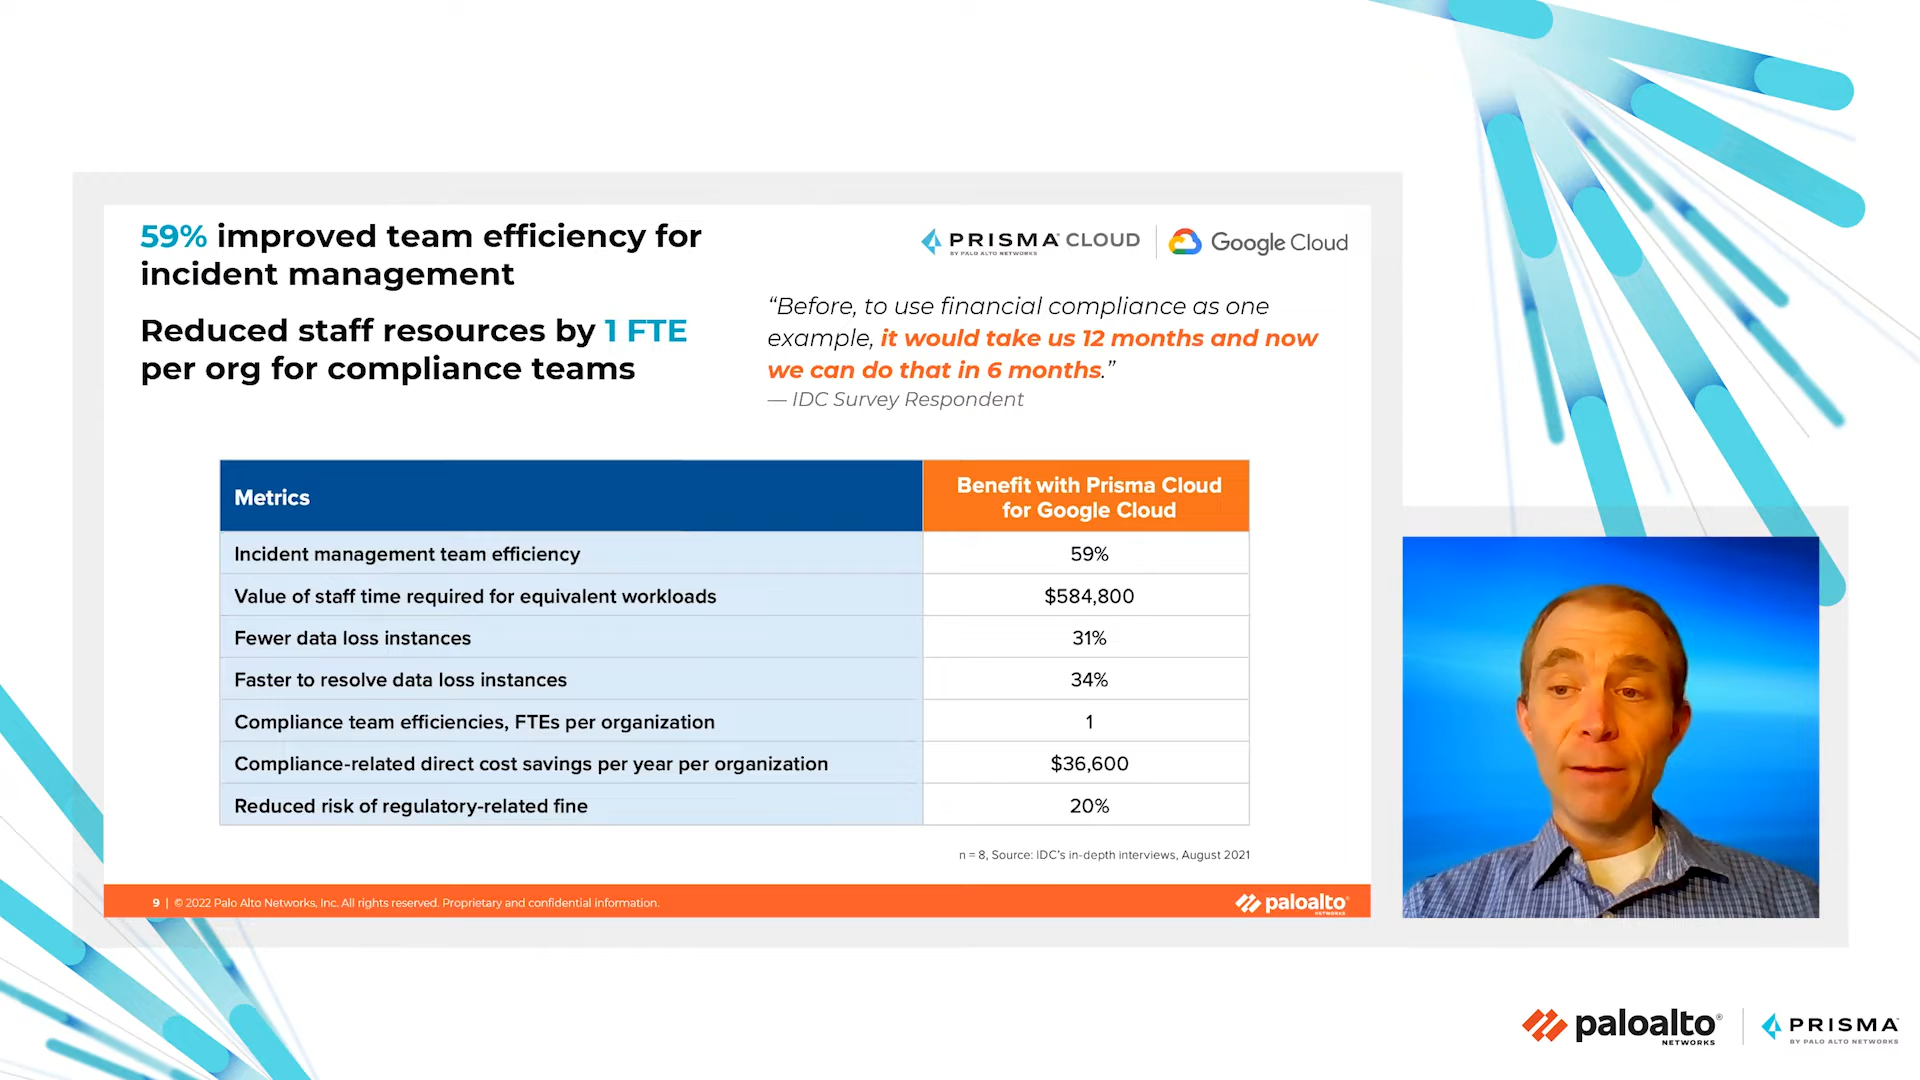 59% improved team efficiency for
incident management
Reduced staff resources by 1 FTE
per org for compliance teams
PRISMA CLOUD
BY PALO ALTO NETWORKS
Google Cloud
“Before, to use financial compliance as one
example, it would take us 12 months and now
we can do that in 6 months.”
— IDC Survey Respondent
Metrics
Benefit with Prisma Cloud
for Google Cloud
Incident management team efficiency 59%
Value of staff time required for equivalent workloads $584,800
Fewer data loss instances 31%
Faster to resolve data loss instances 34%
Compliance team efficiencies, FTEs per organization 1
Compliance-related direct cost savings per year per organization $36,600
Reduced risk of regulatory-related fine 20%
n = 8, Source: IDC’s in-depth interviews, August 2021
9 | © 2022 Palo Alto Networks, Inc. All rights reserved. Proprietary and confidential information.
paloalto
NETWORKS
paloalto®
NETWORKS
PRISMA
BY PALO ALTO NETWORKS